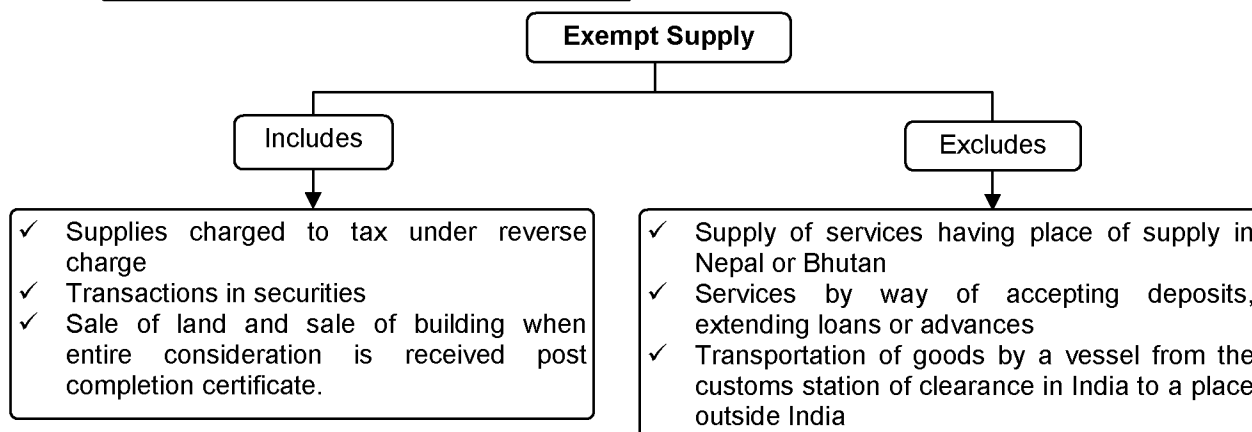 Exempt Supply
Includes
Excludes
✓ Supplies charged to tax under reverse
charge
✓ Transactions in securities
✓ Sale of land and sale of building when
entire consideration is received post
completion certificate.
✓ Supply of services having place of supply in
Nepal or Bhutan
✓ Services by way of accepting deposits,
extending loans or advances
✓ Transportation of goods by a vessel from the
customs station of clearance in India to a place
outside India